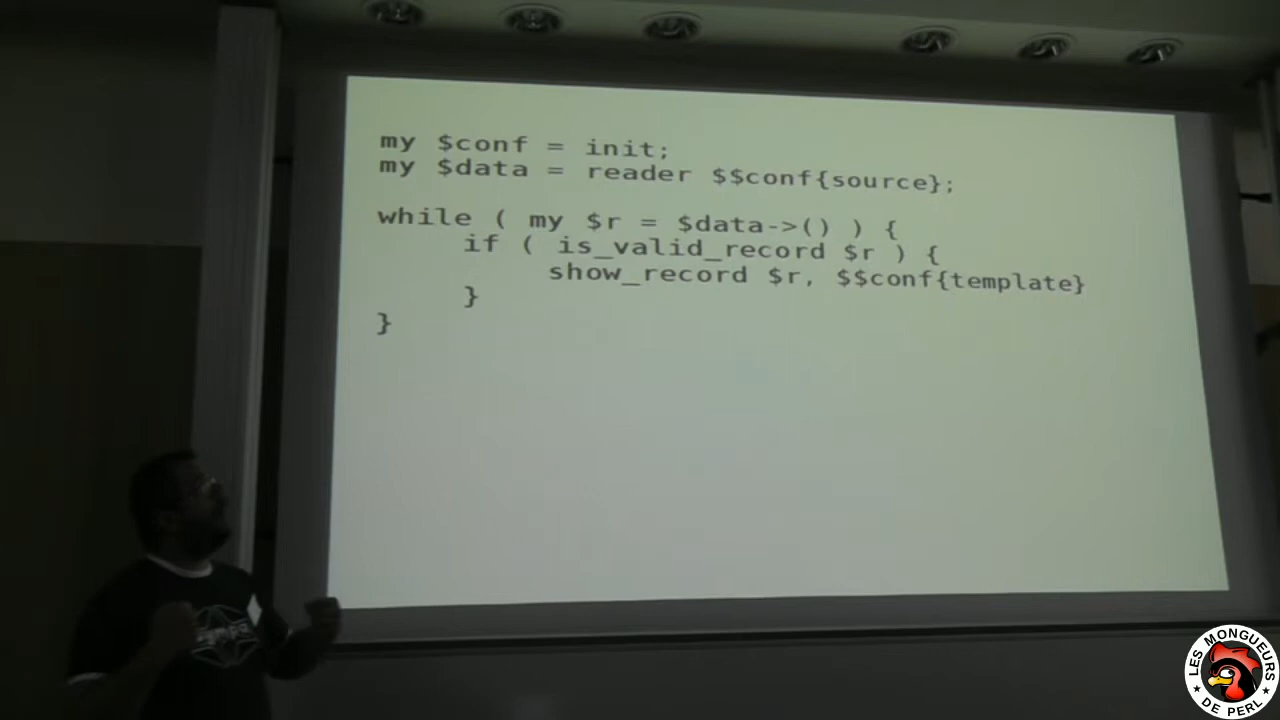 my $conf = init;
my $data = reader $$conf{source};
while ( my $r = $data->() ) {
if ( is_valid_record $r ) {
show_record $r, $$conf{template}
}
}
LES MONGUEURS
DE PERL